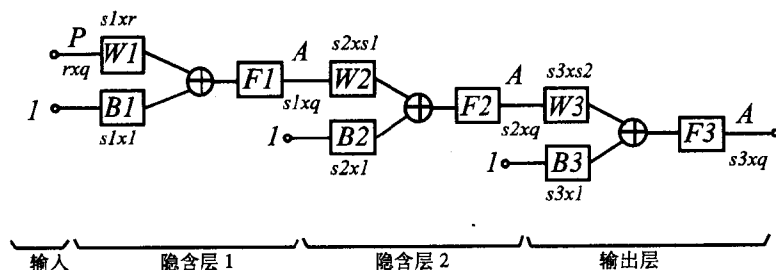 s1xr
P
W1
rxq
A
s2xs1
F1
W2
A
s3xs2
1
B1
s1xq
F2
W3
s1x1
1
B2
s2xq
A
F3
s2x1
1
B3
s3xq
s3x1
输入
隐含层 1
隐含层 2
输出层